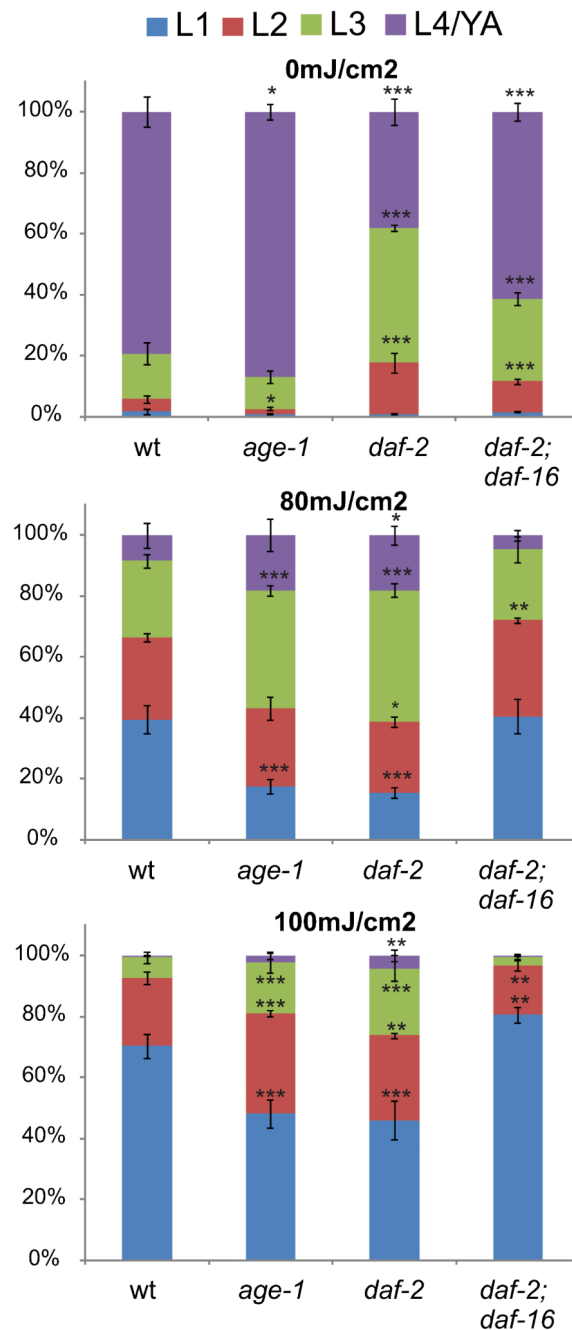 L1 L2 L3 L4/YA
0mJ/cm2
* *** ***
100%
80%
*** 
60%
40%
***
*** 
20%
* ***
0%
wt age-1 daf-2 daf-2;
daf-16
80mJ/cm2
*
100%
*** ***
80%
**
60%
*
40%
*** ***
20%
0%
wt age-1 daf-2 daf-2;
daf-16
100mJ/cm2
**
100%
*** *** **
80%
*** ** **
60%
*** ***
40%
20%
0%
wt age-1 daf-2 daf-2;
daf-16